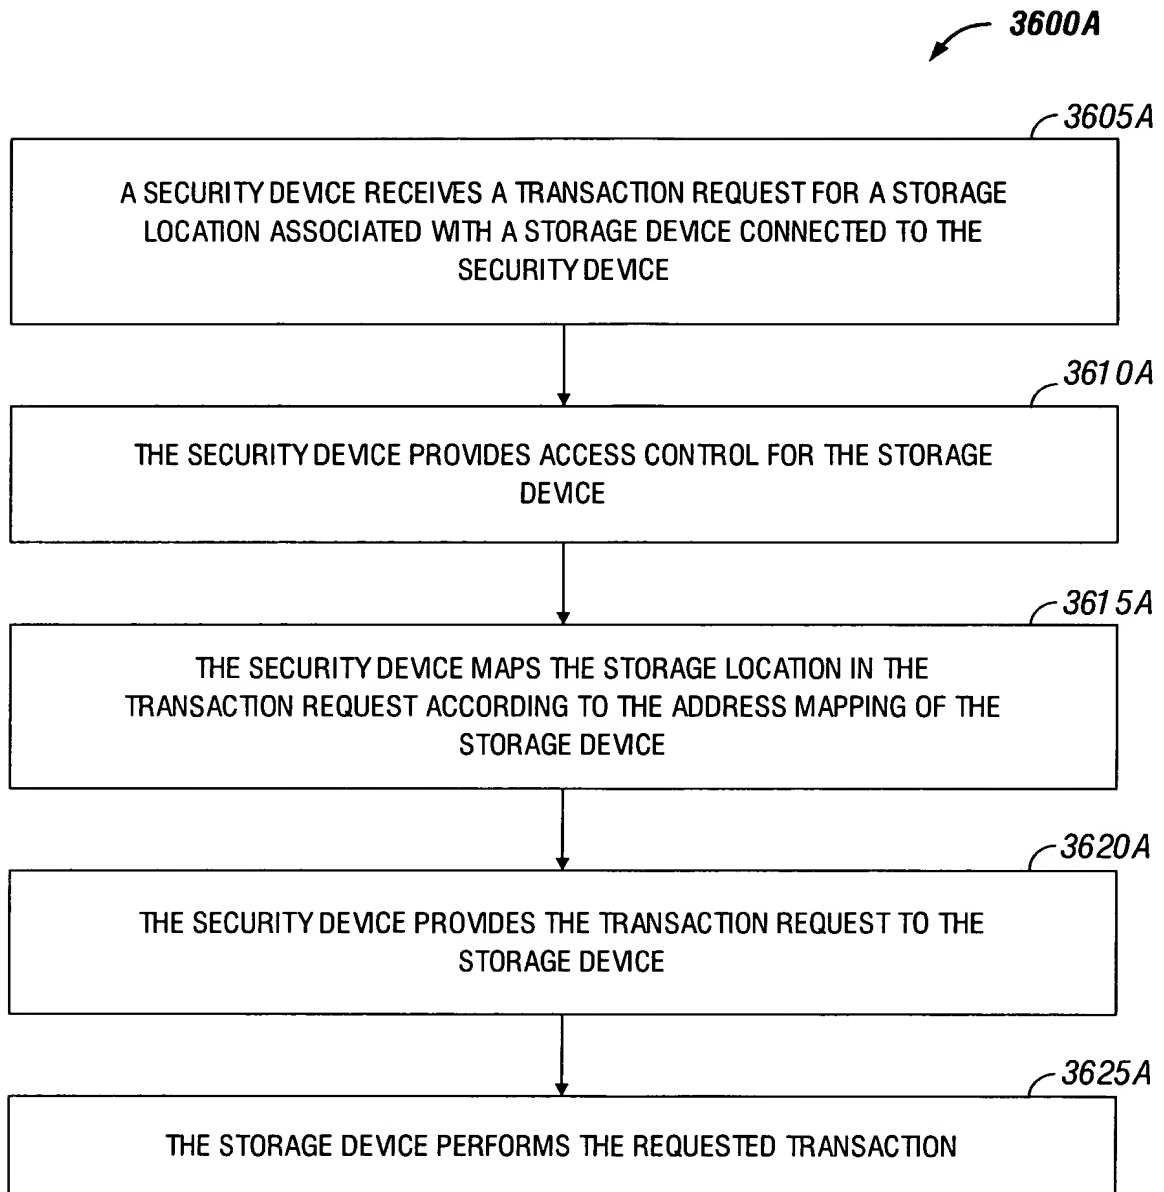 3600A
3605A
A SECURITY DEVICE RECEIVES A TRANSACTION REQUEST FOR A STORAGE
LOCATION ASSOCIATED WITH A STORAGE DEVICE CONNECTED TO THE
SECURITY DEVICE
3610A
THE SECURITY DEVICE PROVIDES ACCESS CONTROL FOR THE STORAGE
DEVICE
3615A
THE SECURITY DEVICE MAPS THE STORAGE LOCATION IN THE
TRANSACTION REQUEST ACCORDING TO THE ADDRESS MAPPING OF THE
STORAGE DEVICE
3620A
THE SECURITY DEVICE PROVIDES THE TRANSACTION REQUEST TO THE
STORAGE DEVICE
3625A
THE STORAGE DEVICE PERFORMS THE REQUESTED TRANSACTION